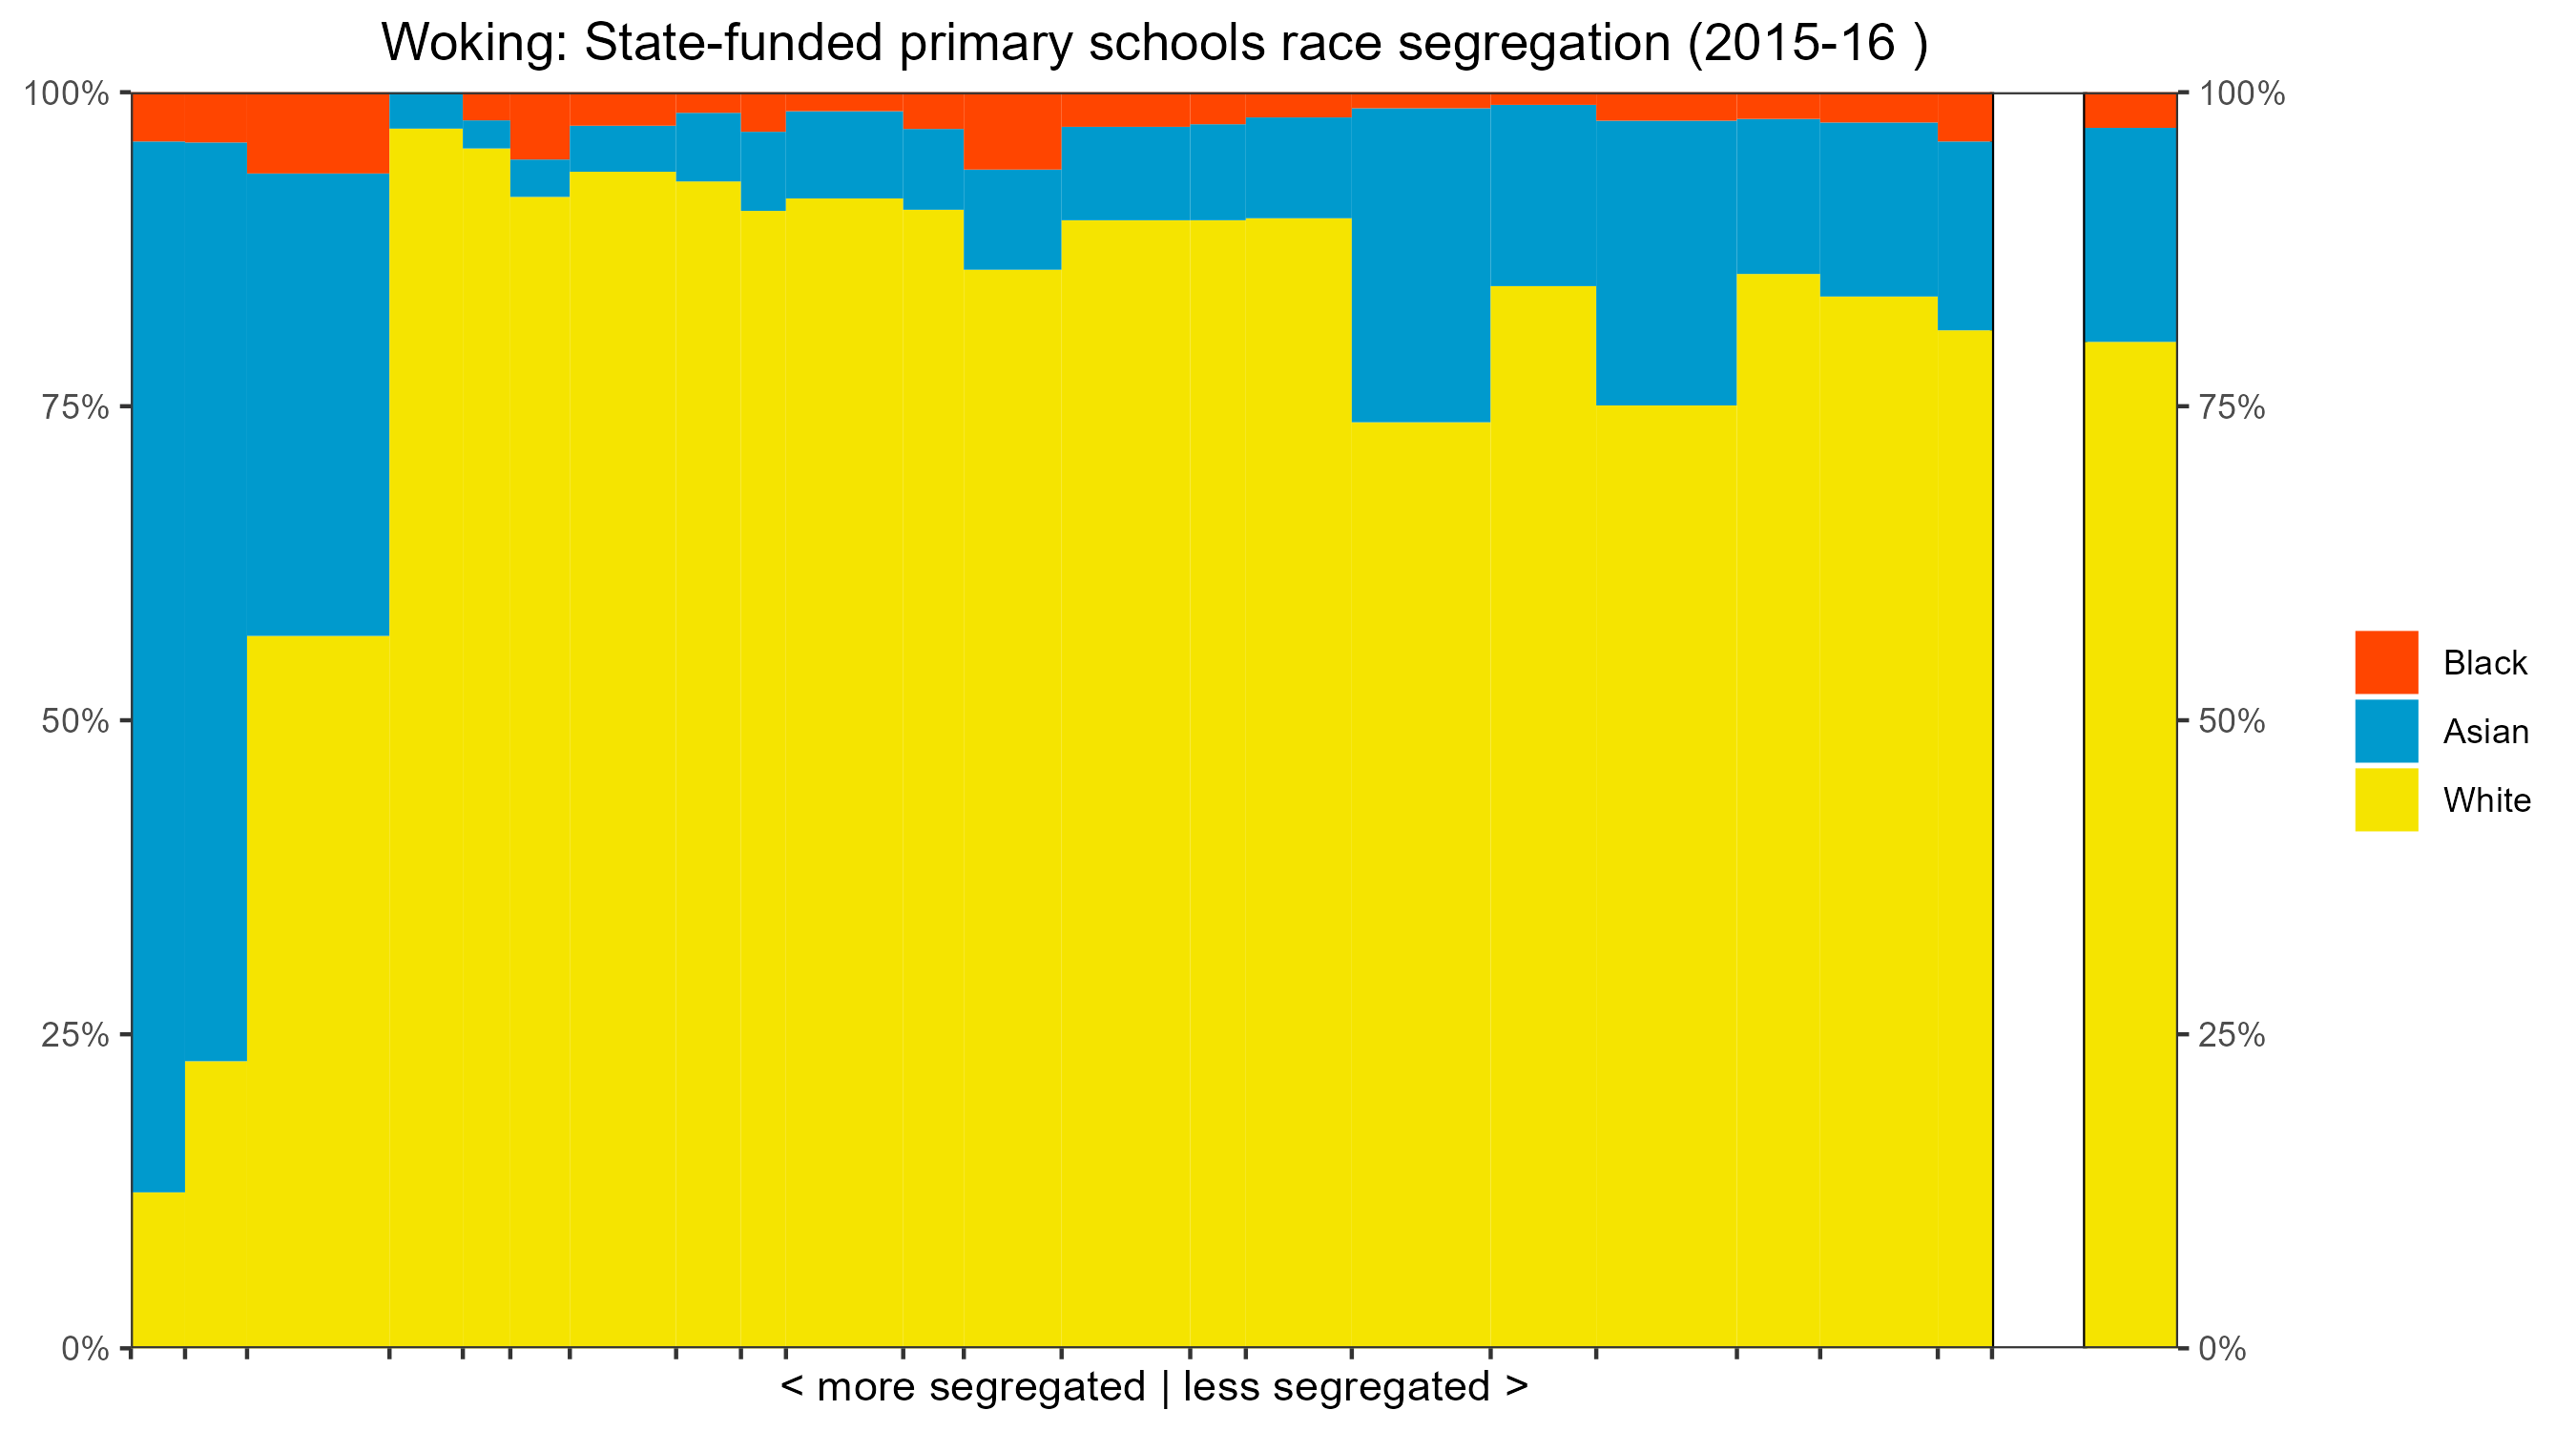 Woking: State-funded primary schools race segregation (2015-16 )
100%
100%
75%
75%
50%
50%
25%
25%
0%
0%
Black
Asian
White
< more segregated | less segregated >